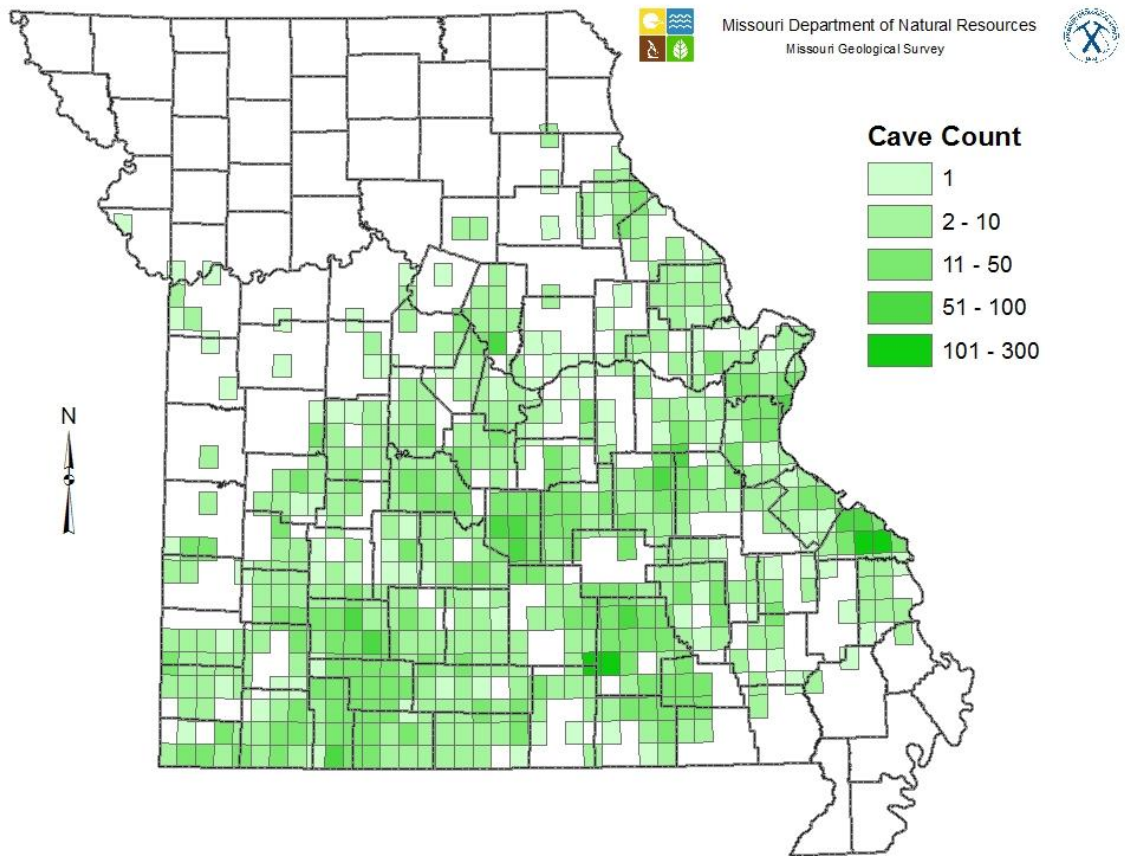 Missouri Department of Natural Resources
Missouri Geological Survey
Cave Count
1
2 - 10
11 - 50
51 - 100
101 - 300
N